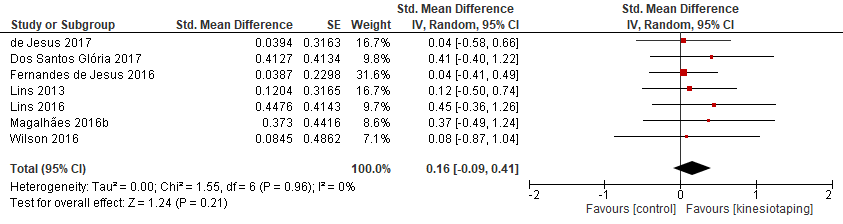 Std. Mean Difference Std. Mean Difference
Study or Subgroup Std. Mean Difference SE Weight IV, Random, 95% CI IV, Random, 95% CI
de Jesus 2017 0.0394 0.3163 16.7% 0.04 [-0.58, 0.66]
Dos Santos Glória 2017 0.4127 0.4134 9.8% 0.41 [-0.40, 1.22]
Fernandes de Jesus 2016 0.0387 0.2298 31.6% 0.04 [-0.41, 0.49]
Lins 2013 0.1204 0.3165 16.7% 0.12 [-0.50, 0.74]
Lins 2016 0.4476 0.4143 9.7% 0.45 [-0.36, 1.26]
Magalhães 2016b 0.373 0.4416 8.6% 0.37 [-0.49, 1.24]
Wilson 2016 0.0845 0.4862 7.1% 0.08 [-0.87, 1.04]
Total (95% CI) 100.0% 0.16 [-0.09, 0.41]
Heterogeneity: Tau² = 0.00; Chi² = 1.55, df = 6 (P = 0.96); I² = 0%
Test for overall effect: Z = 1.24 (P = 0.21)
-2 -1 0 1 2
Favours [control] Favours [kinesiotaping]